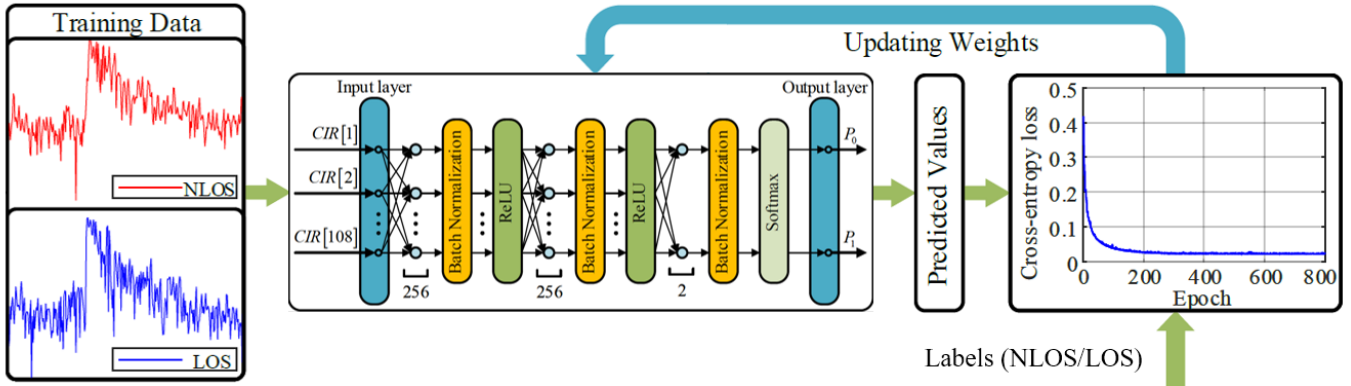 Training Data
NLOS
LOS
Input layer
CIR[1]
CIR[2]
CIR[108]
256
Batch Normalization
ReLU
256
Batch Normalization
ReLU
2
Batch Normalization
Softmax
Output layer
P₀
P₁
Updating Weights
Predicted Values
Cross-entropy loss
0.5
0.4
0.3
0.2
0.1
0
0 200 400 600 800
Epoch
Labels (NLOS/LOS)